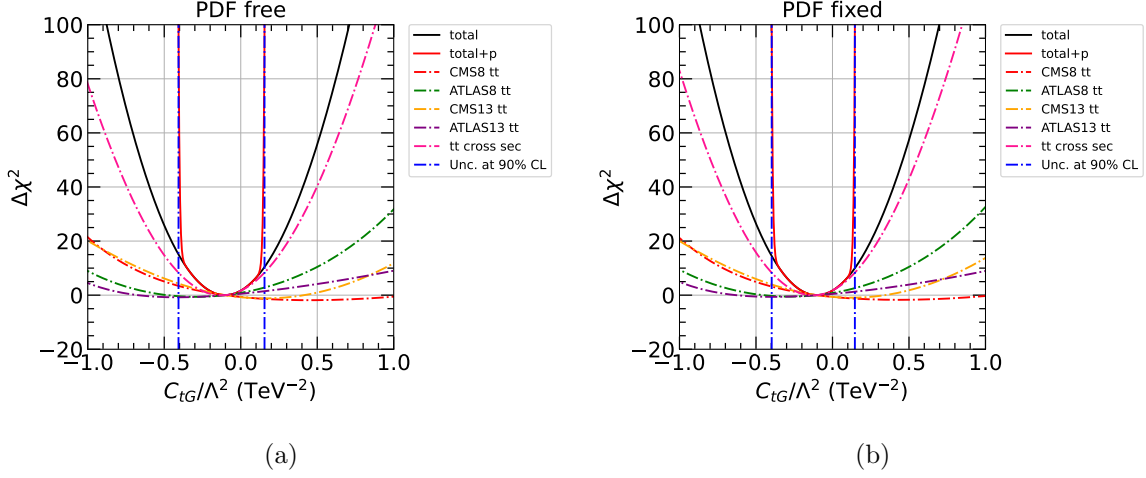 PDF free
100
80
60
40
20
0
−20
Δχ²
−1.0
−0.5
0.0
0.5
1.0
C_{tG}/Λ² (TeV⁻²)
total
total+p
CMS8 tt
ATLAS8 tt
CMS13 tt
ATLAS13 tt
tt cross sec
Unc. at 90% CL
(a)
PDF fixed
100
80
60
40
20
0
−20
Δχ²
−1.0
−0.5
0.0
0.5
1.0
C_{tG}/Λ² (TeV⁻²)
total
total+p
CMS8 tt
ATLAS8 tt
CMS13 tt
ATLAS13 tt
tt cross sec
Unc. at 90% CL
(b)